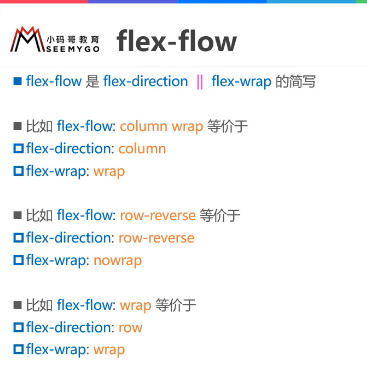 小码哥教育
SEEMYGO
flex-flow
flex-flow 是 flex-direction || flex-wrap 的简写
比如 flex-flow: column wrap 等价于
flex-direction: column
flex-wrap: wrap
比如 flex-flow: row-reverse 等价于
flex-direction: row-reverse
flex-wrap: nowrap
比如 flex-flow: wrap 等价于
flex-direction: row
flex-wrap: wrap